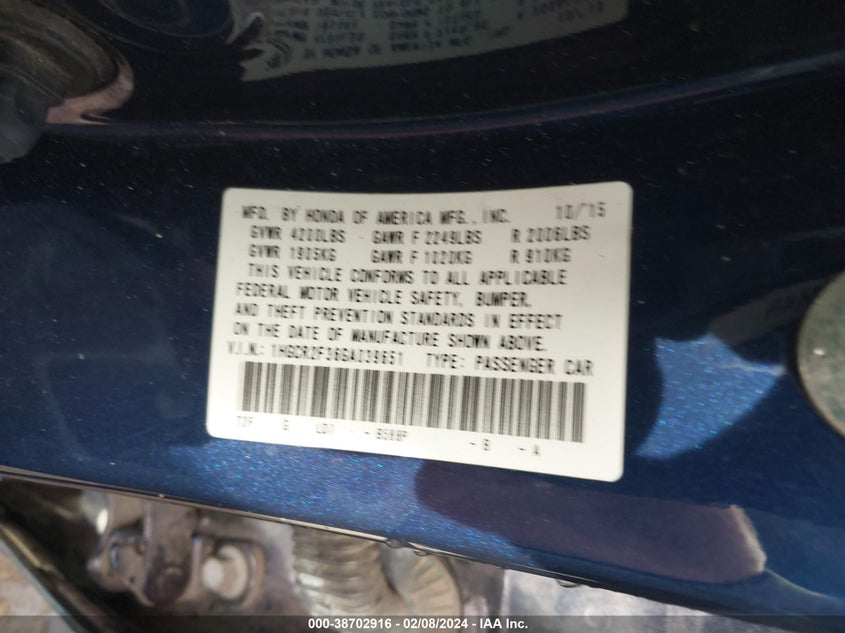 MFD. BY HONDA OF AMERICA MFG., INC. 10/15
GVWR 4200LBS GAWR F 2249LBS R 2006LBS
GVWR 1905KG GAWR F 1020KG R 910KG
THIS VEHICLE CONFORMS TO ALL APPLICABLE
FEDERAL MOTOR VEHICLE SAFETY, BUMPER,
AND THEFT PREVENTION STANDARDS IN EFFECT
ON THE DATE OF MANUFACTURE SHOWN ABOVE.
V.I.N.: 1HGCR2F36GA039651 TYPE: PASSENGER CAR
G - B588P - B - A
000-38702916 - 02/08/2024 - IAA Inc.